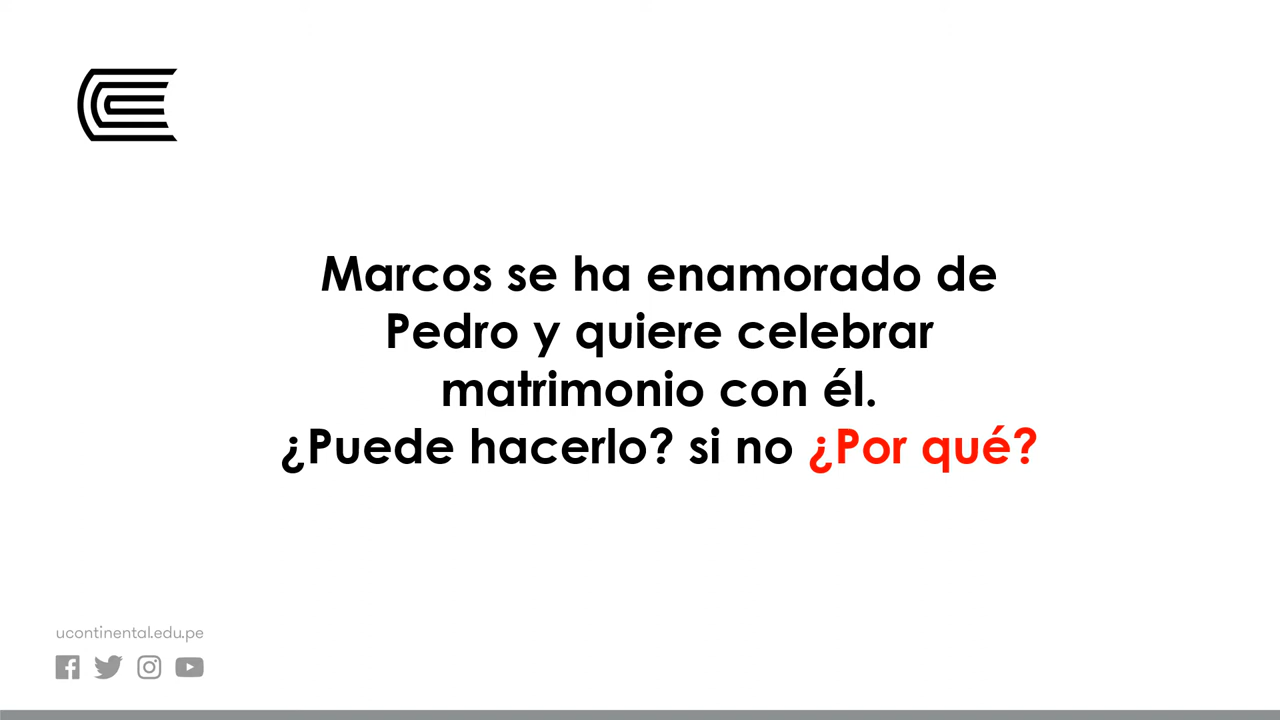 Marcos se ha enamorado de
Pedro y quiere celebrar
matrimonio con él.
¿Puede hacerlo? si no ¿Por qué?
ucontinental.edu.pe